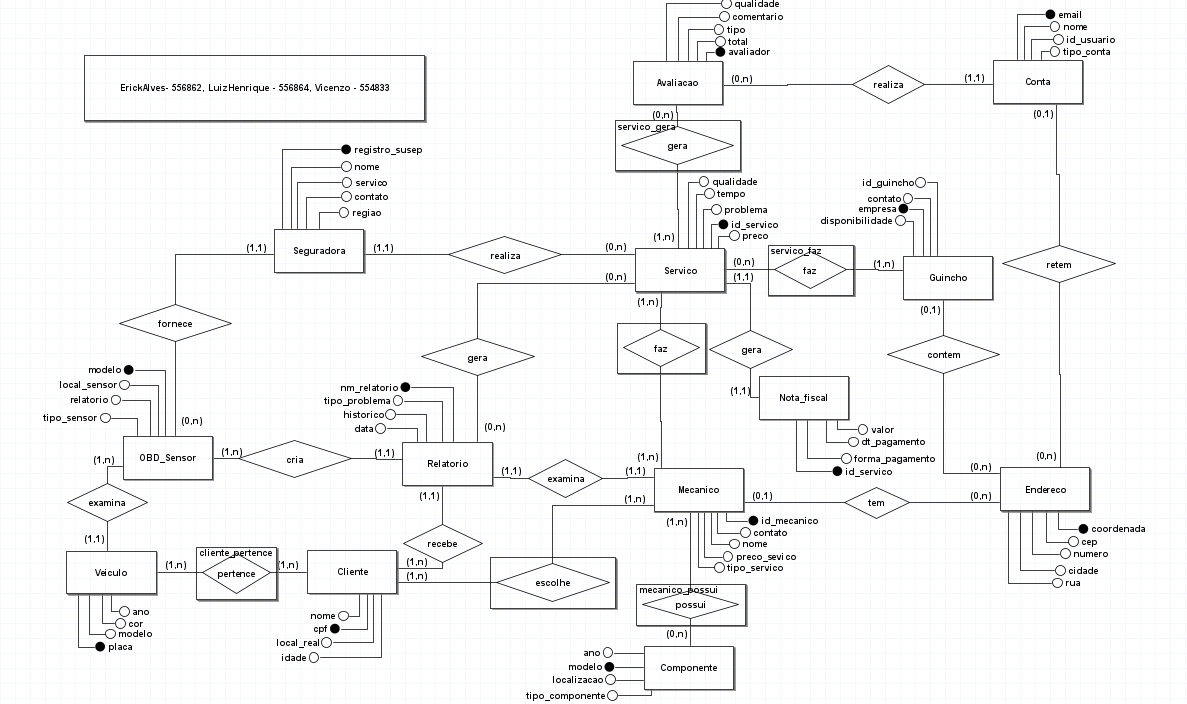 qualidade
comentario
tipo
total
avaliador
Avaliacao
(0,n)
realiza
(1,1)
email
nome
id_usuario
tipo_conta
Conta
ErickAlves- 556862, LuizHenrique - 556864, Vicenzo - 554833
(0,n)
servico_gera
gera
(0,1)
registro_susep
nome
servico
contato
regiao
Seguradora
(1,1)
(1,1)
realiza
(0,n)
qualidade
tempo
problema
id_servico
preco
(1,n)
Servico
(0,n)
(0,n)
(1,1)
(1,n)
servico_faz
faz
(1,n)
id_guincho
contato
empresa
disponibilidade
Guincho
(0,1)
retem
fornece
gera
faz
gera
contem
modelo
local_sensor
relatorio
tipo_sensor
(0,n)
OBD_Sensor
(1,n)
(1,n)
cria
(1,1)
nm_relatorio
tipo_problema
historico
data
(0,n)
Relatorio
(1,1)
(1,1)
examina
(1,1)
(1,n)
(1,n)
Mecanico
(0,1)
(1,n)
(1,1)
Nota_fiscal
valor
dt_pagamento
forma_pagamento
id_servico
tem
(0,n)
(0,n)
(0,n)
Endereco
coordenada
cep
numero
cidade
rua
id_mecanico
contato
nome
preco_sevico
tipo_servico
examina
(1,1)
Veiculo
(1,n)
cliente_pertence
pertence
(1,n)
Cliente
recebe
(1,n)
(1,n)
escolhe
mecanico_possui
possui
(0,n)
ano
cor
modelo
placa
nome
cpf
local_real
idade
ano
modelo
localizacao
tipo_componente
Componente